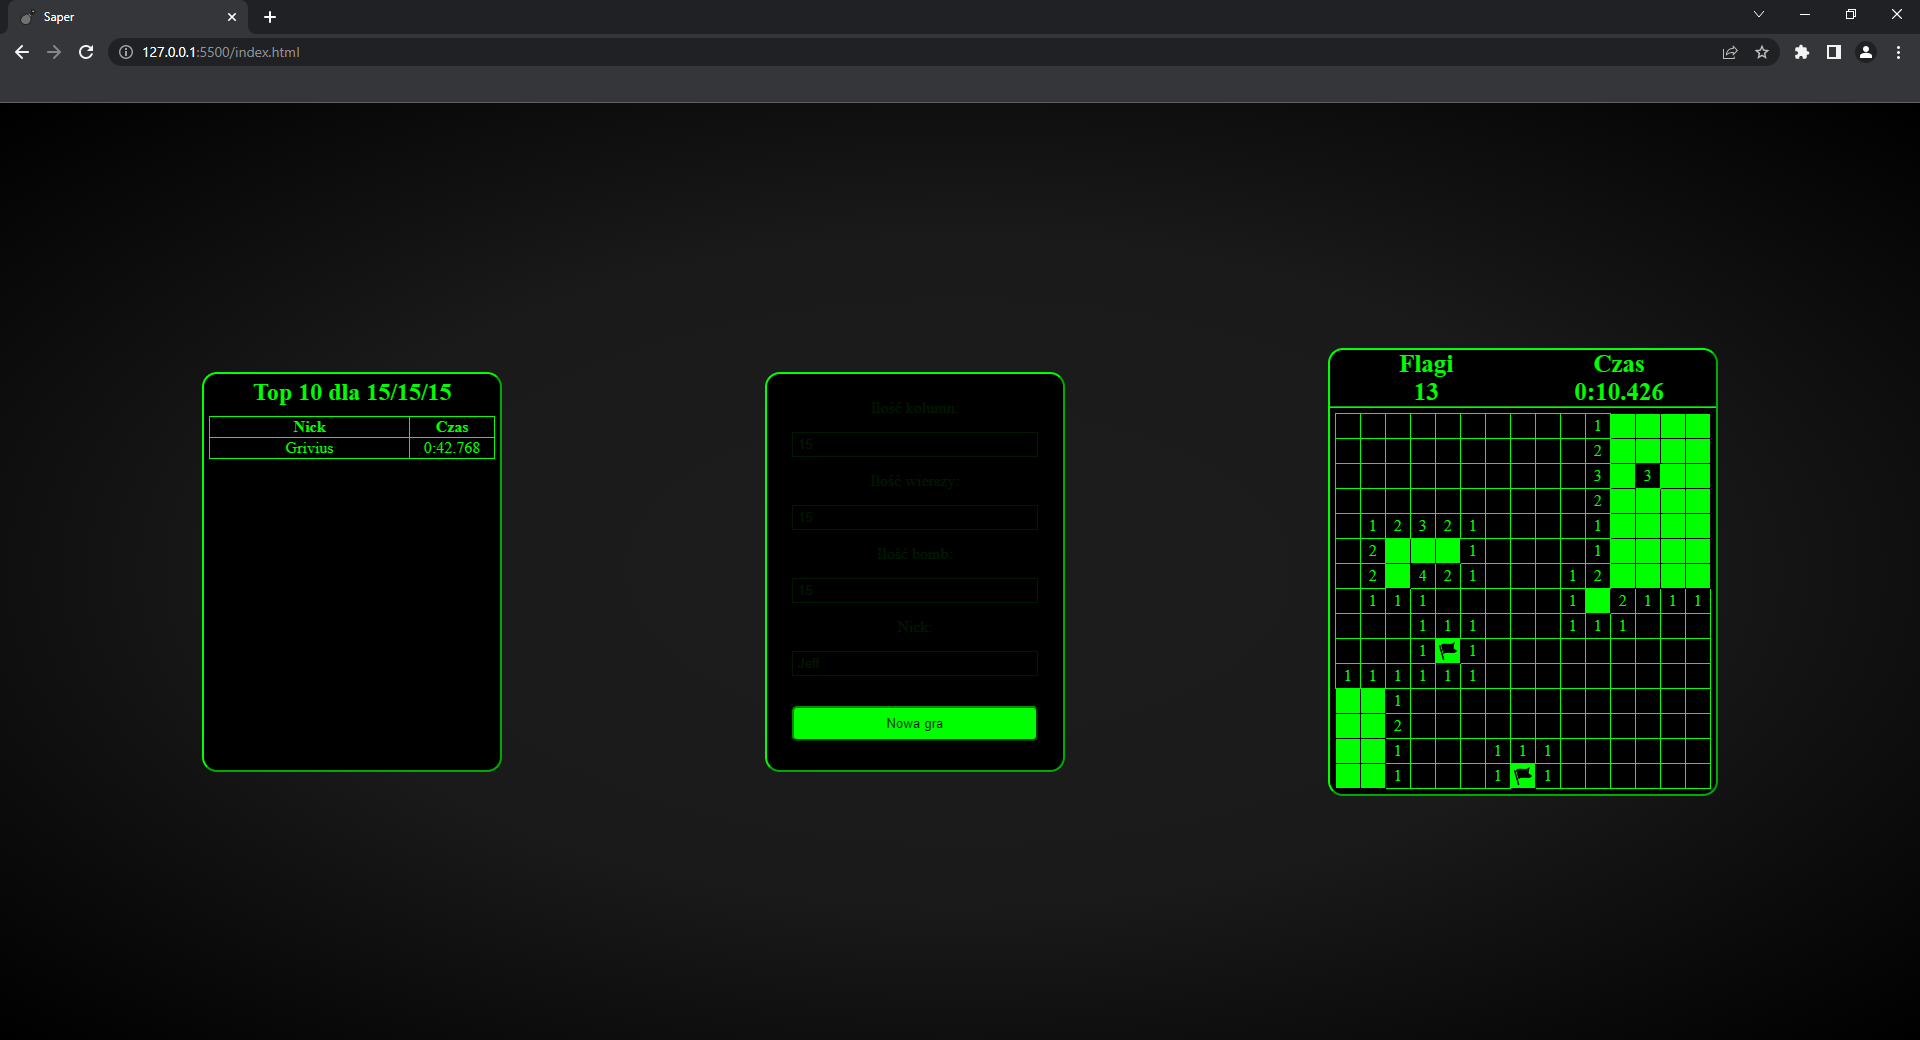 Saper
127.0.0.1:5500/index.html
Top 10 dla 15/15/15
Nick Czas
Grivius 0:42.768
Ilość kolumn:
15
Ilość wierszy:
15
Ilość bomb:
15
Nick:
Jeff
Nowa gra
Flagi Czas
13 0:10.426
1
2
3 3
2
1 2 3 2 1 1
2 1 1
2 4 2 1 1 2
1 1 1 1 2 1 1 1
1 1 1 1 1 1
1 1
1 1 1 1 1 1
1
2
1 1 1 1
1 1 1